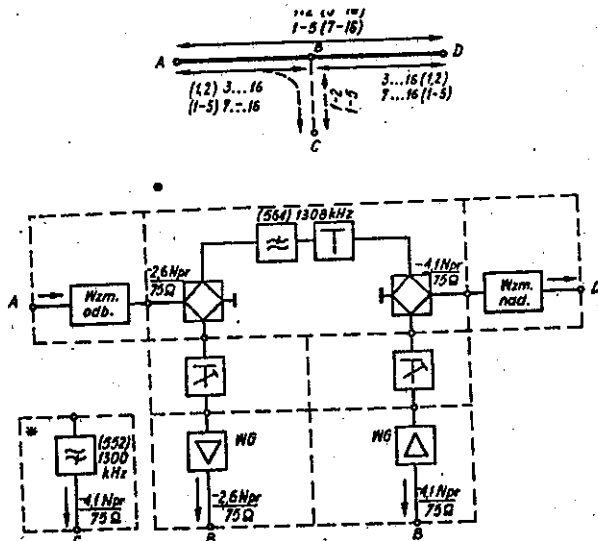 1-5 (7-16)
A B D
(1,2) 3...16
(1-5) 7-..16
1-2
1-5
3...16 (1,2)
7...16 (1-5)
C
(564) 1308 kHz
-2,6 Npr
75Ω
-4,1 Npr
75Ω
A
Wzm.
odb.
Wzm.
nad.
*
(552)
1300
kHz
WG
WG
-4,1 Npr
75Ω
-2,6 Npr
75Ω
-4,1 Npr
75Ω
B
B